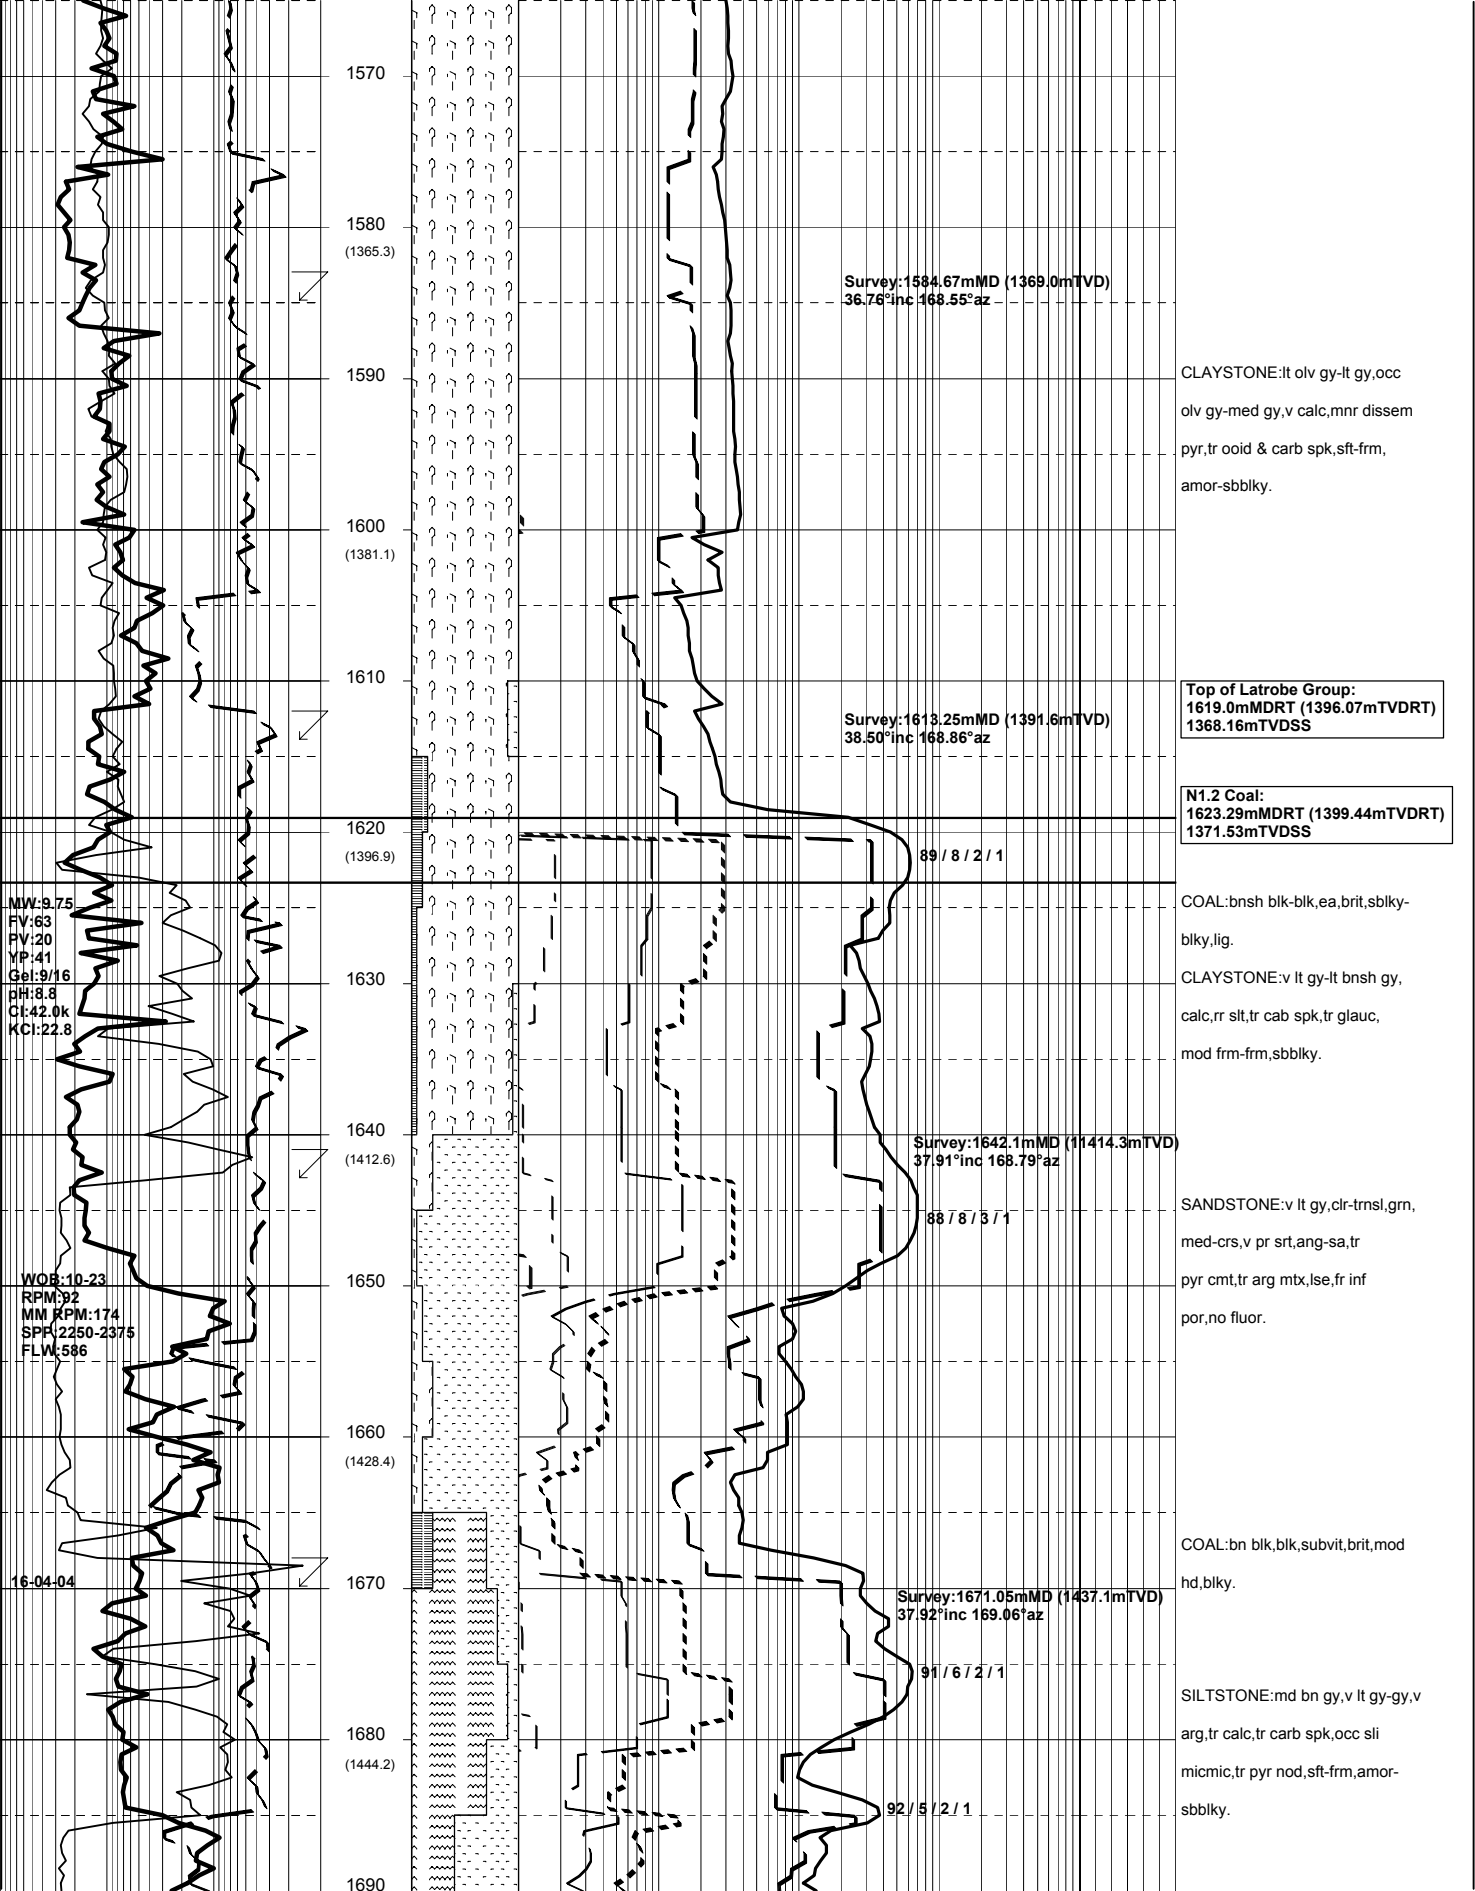 1570
1580
(1365.3)
Survey:1584.67mMD (1369.0mTVD)
36.76°inc 168.55°az
1590
CLAYSTONE:lt olv gy-lt gy,occ
olv gy-med gy,v calc,mnr dissem
pyr,tr ooid & carb spk,sft-frm,
amor-sbblky.
1600
(1381.1)
1610
Top of Latrobe Group:
1619.0mMDRT (1396.07mTVDRT)
1368.16mTVDSS
Survey:1613.25mMD (1391.6mTVD)
38.50°inc 168.86°az
N1.2 Coal:
1623.29mMDRT (1399.44mTVDRT)
1371.53mTVDSS
1620
(1396.9)
89 / 8 / 2 / 1
MW:9.75
FV:63
PV:20
YP:41
Gel:9/16
pH:8.8
Cl:42.0k
KCl:22.8
COAL:bnsh blk-blk,ea,brit,sblky-
blky,lig.
CLAYSTONE:v lt gy-lt bnsh gy,
calc,rr slt,tr cab spk,tr glauc,
mod frm-frm,sbblky.
1630
1640
(1412.6)
Survey:1642.1mMD (11414.3mTVD)
37.91°inc 168.79°az
88 / 8 / 3 / 1
SANDSTONE:v lt gy,clr-trnsl,grn,
med-crs,v pr srt,ang-sa,tr
pyr cmt,tr arg mtx,lse,fr inf
por,no fluor.
1650
WOB:10-23
RPM:92
MM RPM:174
SPP:2250-2375
FLW:586
1660
(1428.4)
COAL:bn blk,blk,subvit,brit,mod
hd,blky.
16-04-04
1670
Survey:1671.05mMD (1437.1mTVD)
37.92°inc 169.06°az
91 / 6 / 2 / 1
SILTSTONE:md bn gy,v lt gy-gy,v
arg,tr calc,tr carb spk,occ sli
micmic,tr pyr nod,sft-frm,amor-
sbblky.
1680
(1444.2)
92 / 5 / 2 / 1
1690